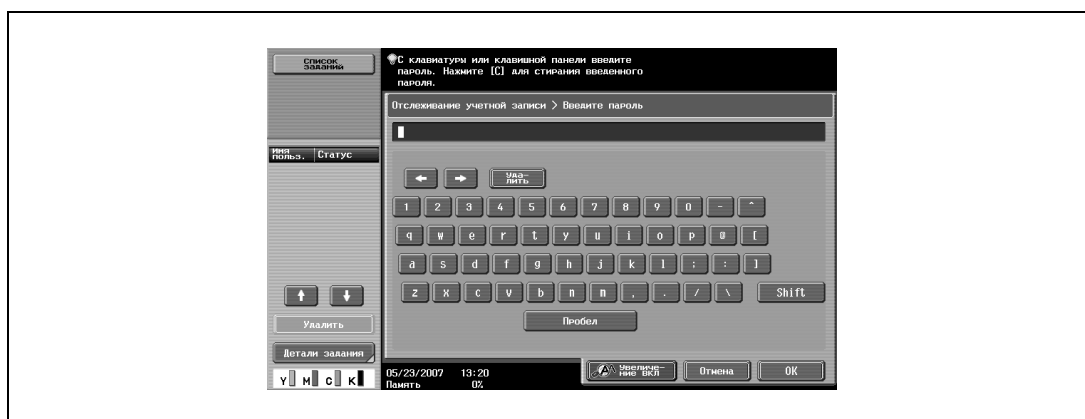 Список
заданий
С клавиатуры или клавишной панели введите
пароль. Нажмите [C] для стирания введенного
пароля.
Отслеживание учетной записи > Введите пароль
Имя
польз. Статус
← → Уда-
лить
1 2 3 4 5 6 7 8 9 0 - ^
q w e r t y u i o p @ [
a s d f g h j k l ; : ]
z x c v b n m , . / \ Shift
Пробел
Удалить
Детали задания
Y M C K
05/23/2007 13:20
Память 0%
Увеличе-
ние ВКЛ
Отмена
OK